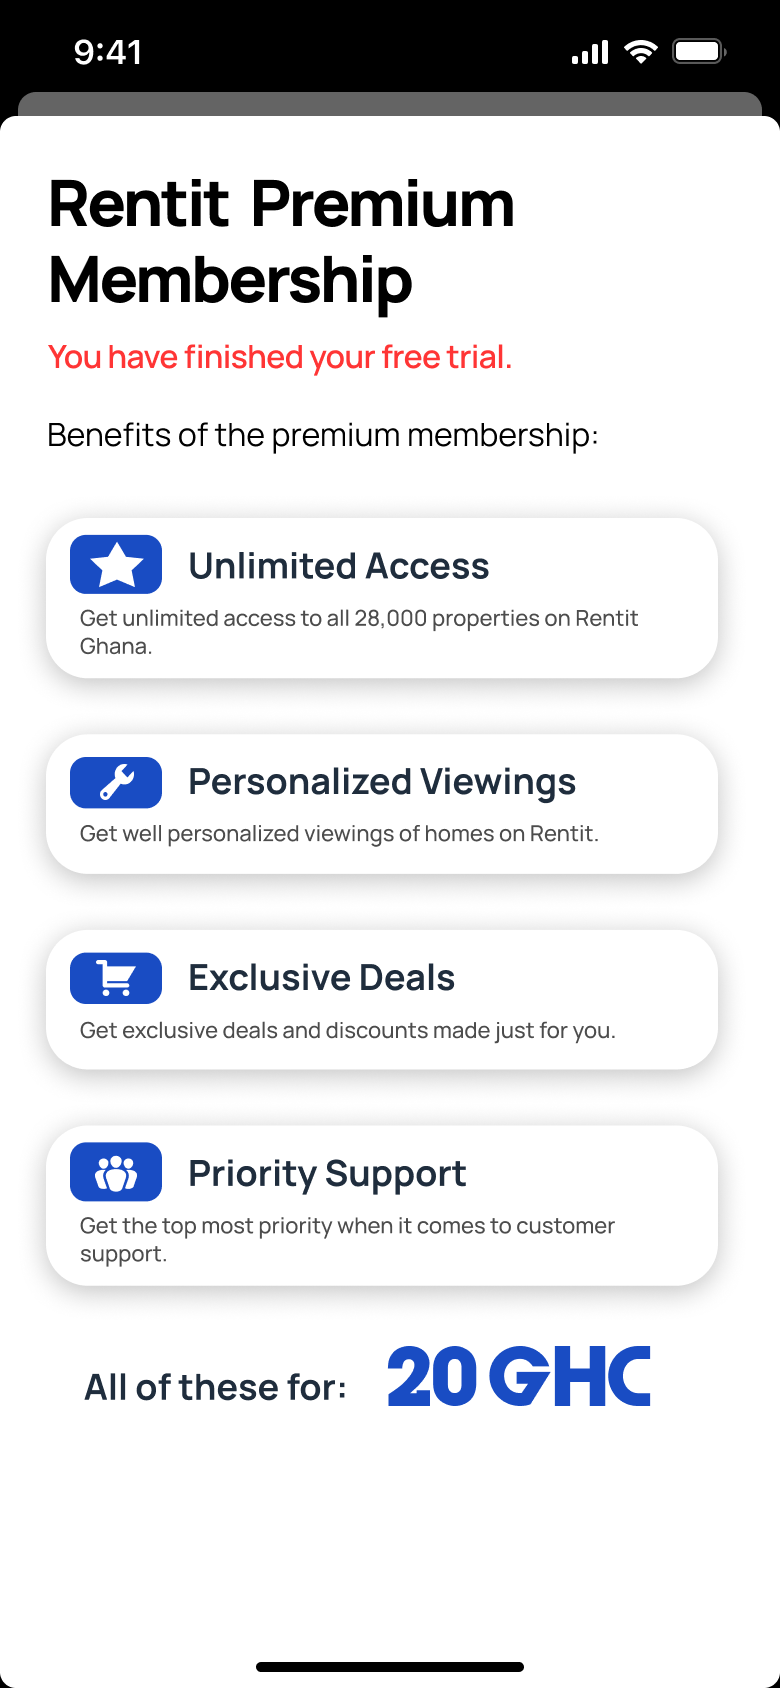 9:41
Rentit Premium
Membership
You have finished your free trial.
Benefits of the premium membership:
Unlimited Access
Get unlimited access to all 28,000 properties on Rentit
Ghana.
Personalized Viewings
Get well personalized viewings of homes on Rentit.
Exclusive Deals
Get exclusive deals and discounts made just for you.
Priority Support
Get the top most priority when it comes to customer
support.
All of these for: 20 GHC